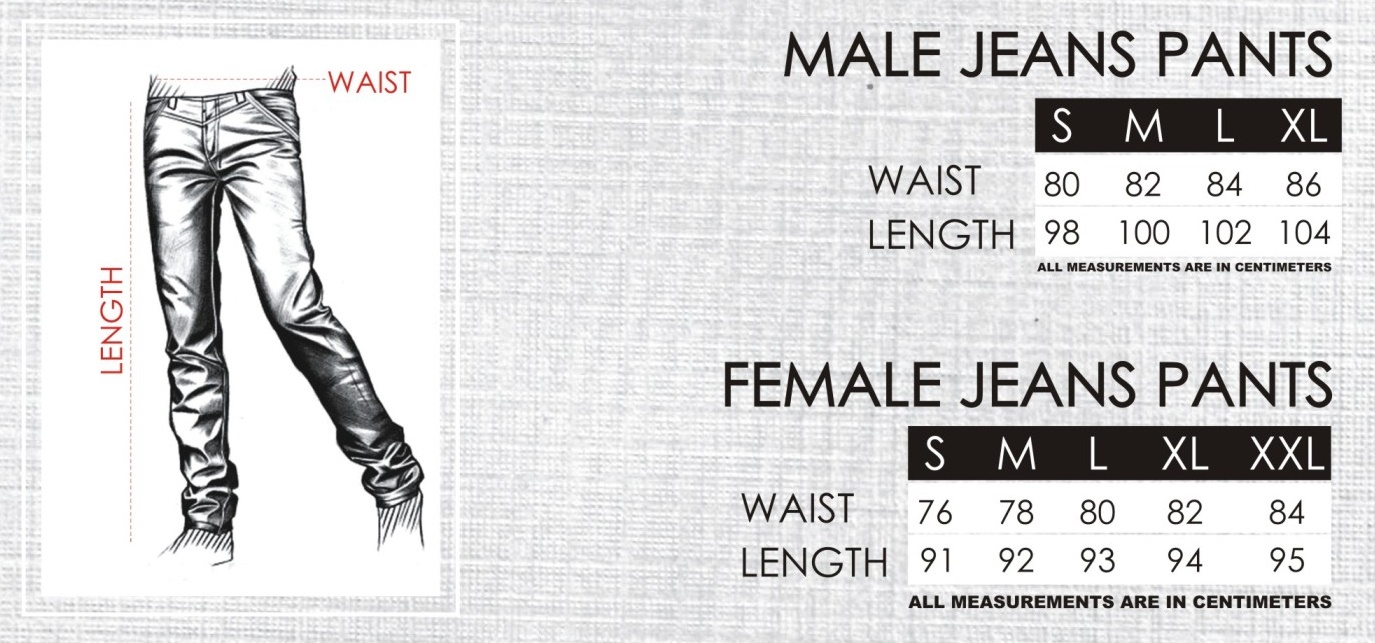 WAIST
LENGTH
MALE JEANS PANTS
S M L XL
WAIST 80 82 84 86
LENGTH 98 100 102 104
ALL MEASUREMENTS ARE IN CENTIMETERS
FEMALE JEANS PANTS
S M L XL XXL
WAIST 76 78 80 82 84
LENGTH 91 92 93 94 95
ALL MEASUREMENTS ARE IN CENTIMETERS